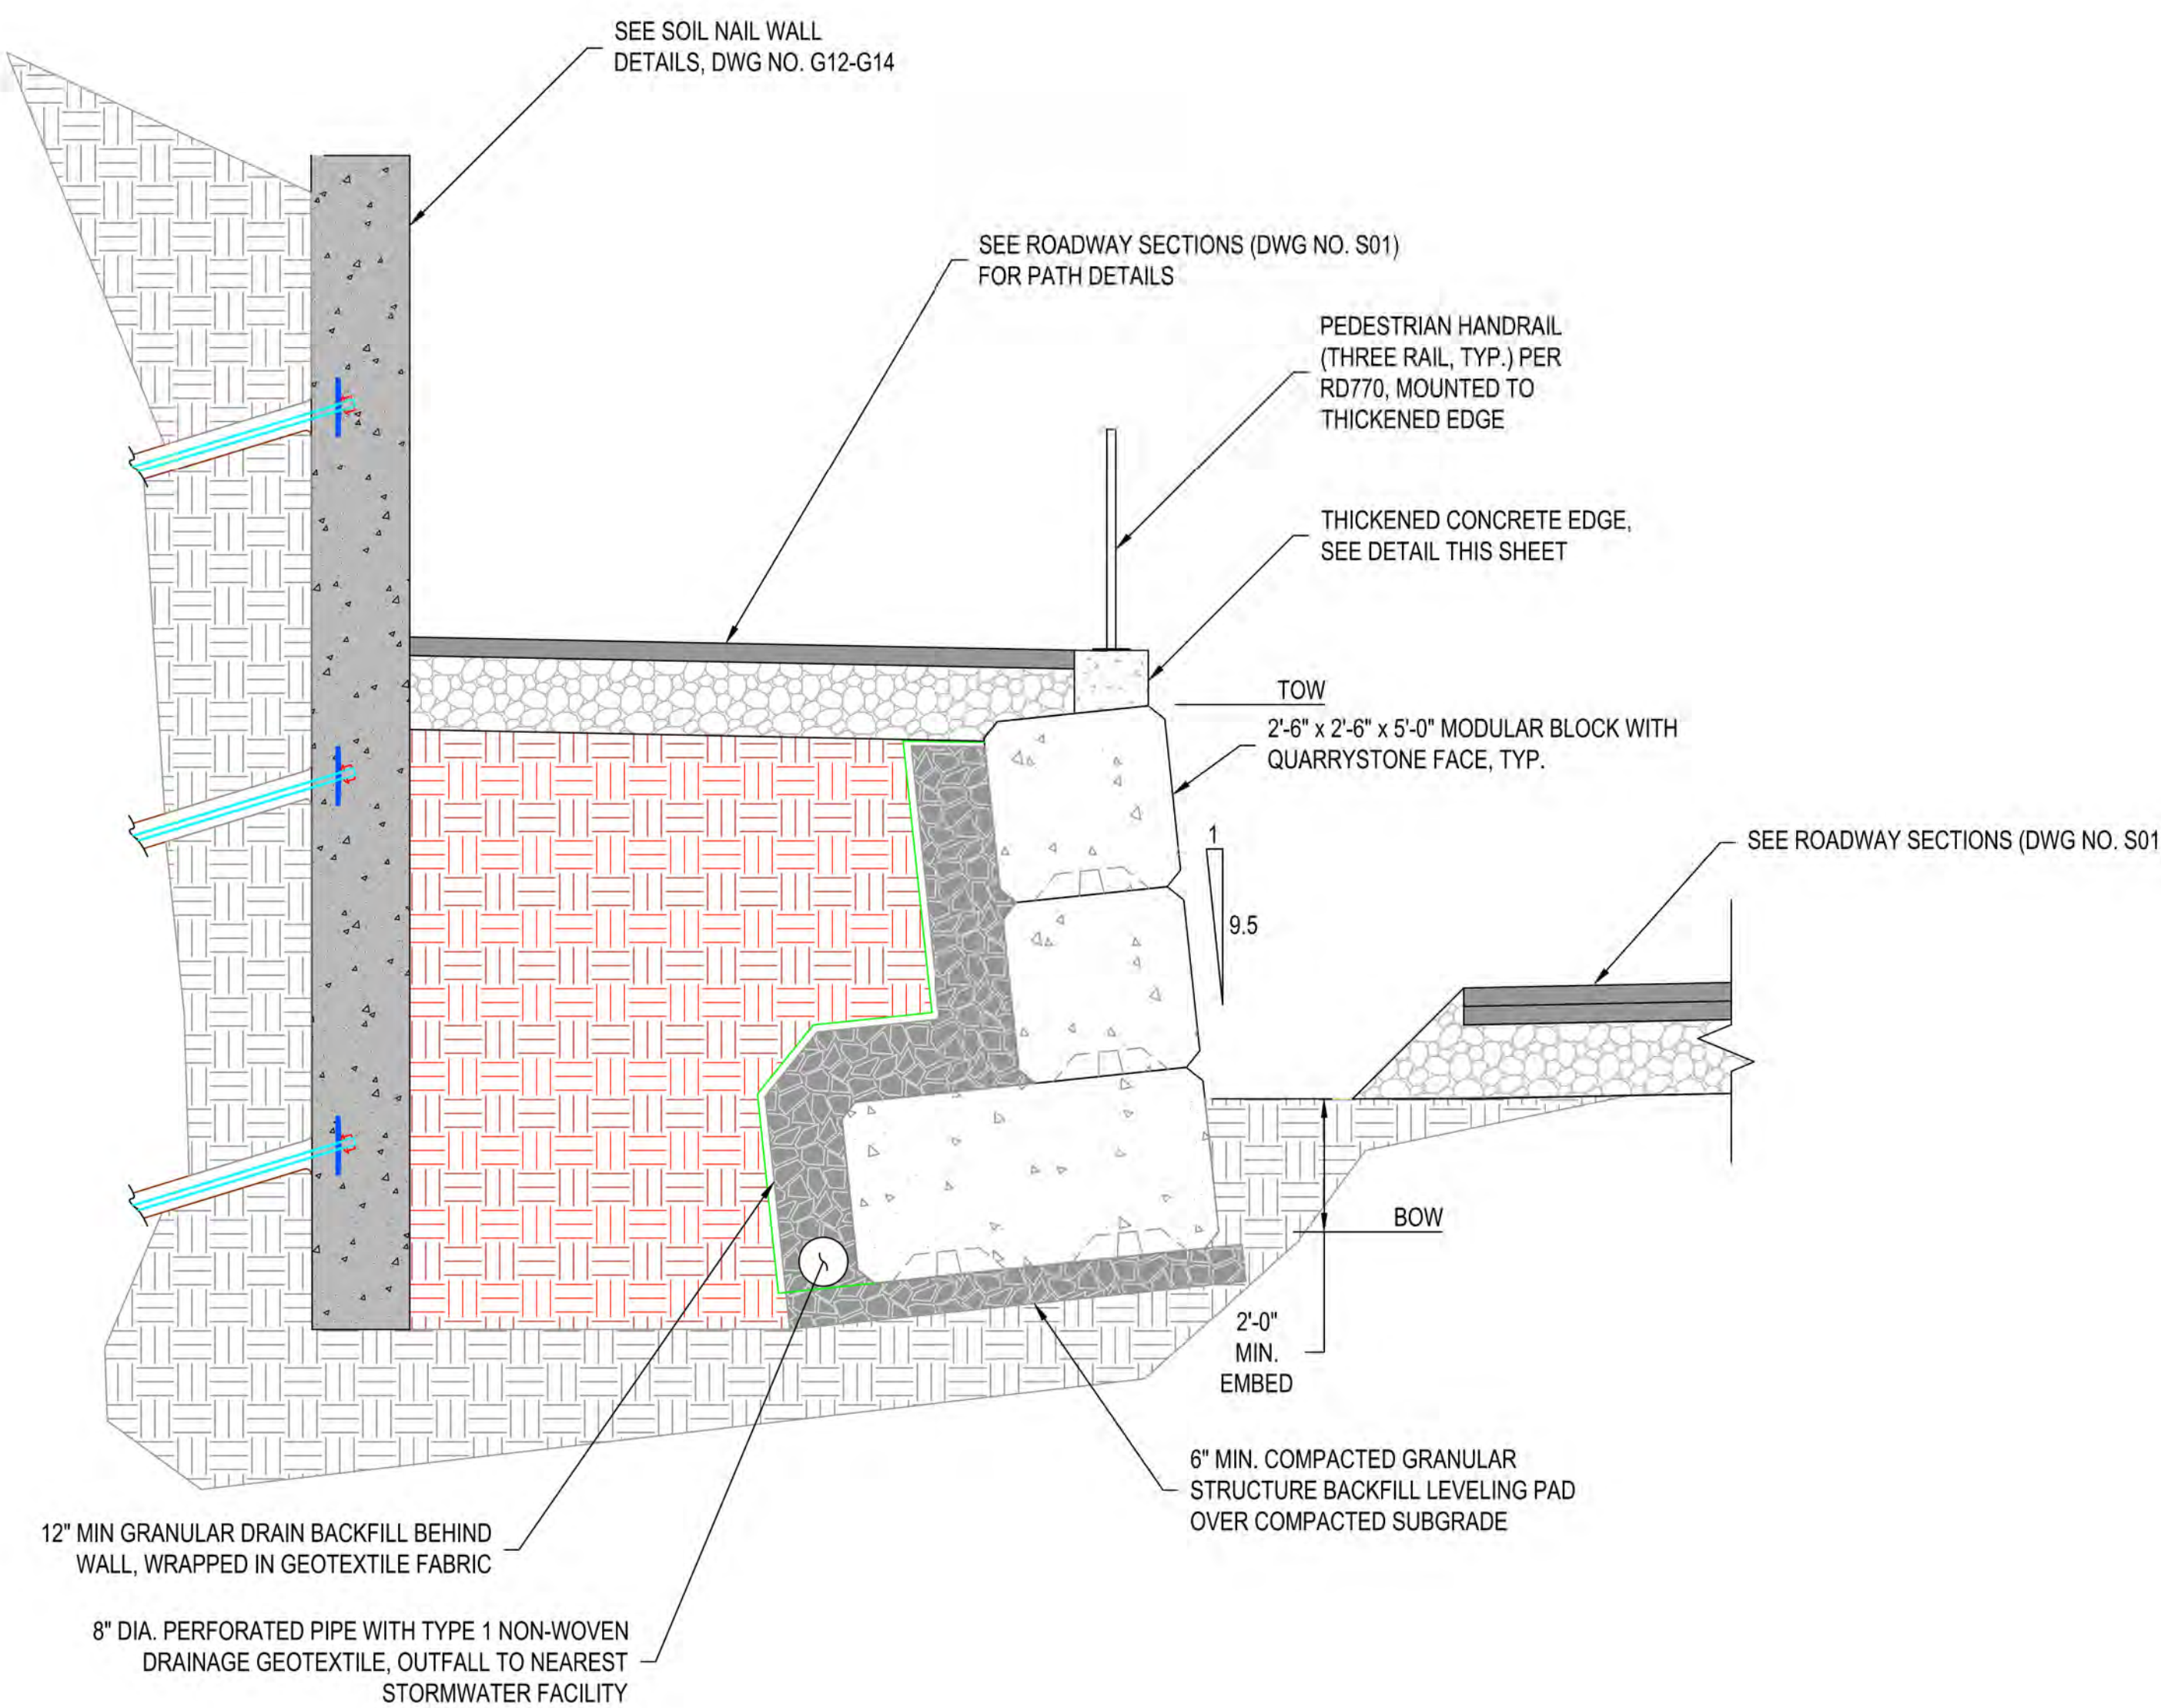 SEE SOIL NAIL WALL
DETAILS, DWG NO. G12-G14
SEE ROADWAY SECTIONS (DWG NO. S01)
FOR PATH DETAILS
PEDESTRIAN HANDRAIL
(THREE RAIL, TYP.) PER
RD770, MOUNTED TO
THICKENED EDGE
THICKENED CONCRETE EDGE,
SEE DETAIL THIS SHEET
TOW
2'-6" x 2'-6" x 5'-0" MODULAR BLOCK WITH
QUARRYSTONE FACE, TYP.
1
9.5
SEE ROADWAY SECTIONS (DWG NO. S01
BOW
2'-0"
MIN.
EMBED
6" MIN. COMPACTED GRANULAR
STRUCTURE BACKFILL LEVELING PAD
OVER COMPACTED SUBGRADE
12" MIN GRANULAR DRAIN BACKFILL BEHIND
WALL, WRAPPED IN GEOTEXTILE FABRIC
8" DIA. PERFORATED PIPE WITH TYPE 1 NON-WOVEN
DRAINAGE GEOTEXTILE, OUTFALL TO NEAREST
STORMWATER FACILITY